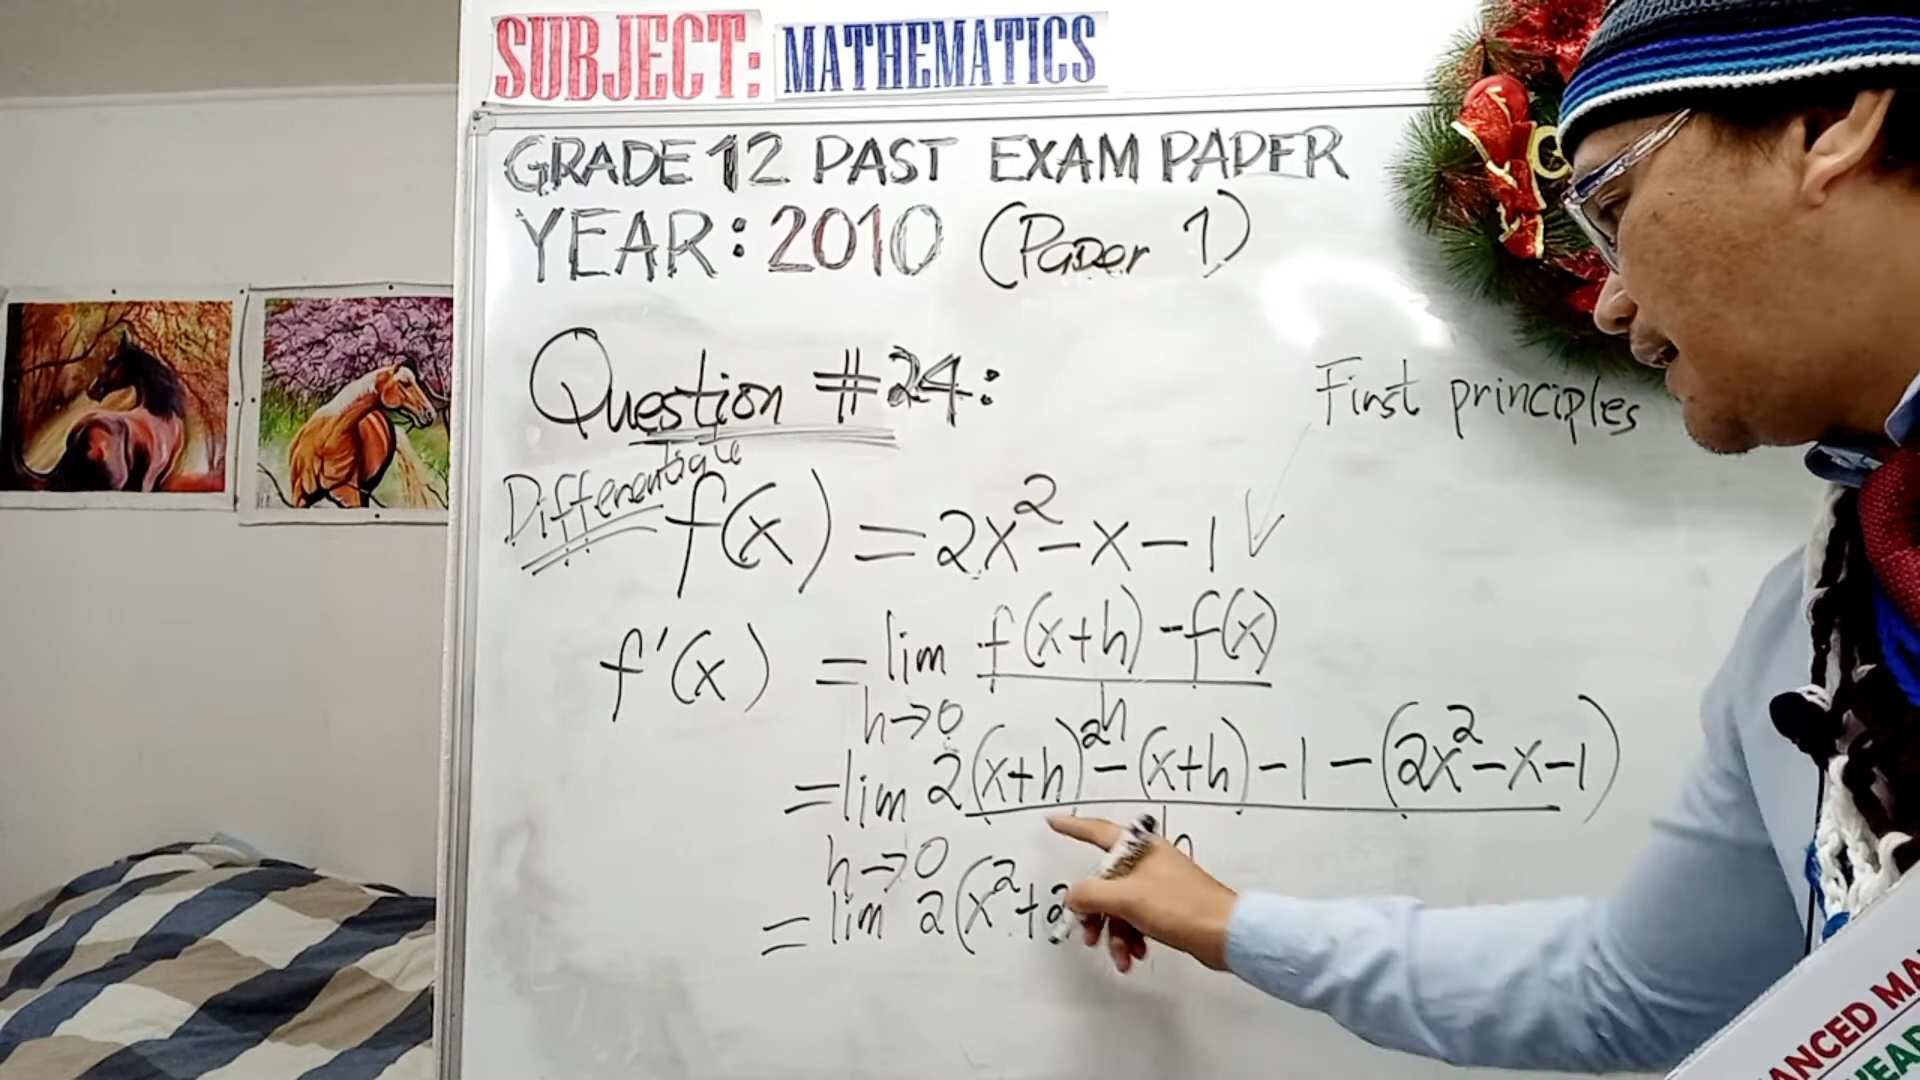 SUBJECT: MATHEMATICS
GRADE 12 PAST EXAM PAPER
YEAR: 2010 (Paper 1)
Question #24:
First principles
Differentiate f(x) = 2x² - x - 1
f'(x) = lim f(x+h) - f(x)
h→0 h
= lim 2(x+h)² - (x+h) - 1 - (2x² - x - 1)
h→0 h
= lim 2(x² + 2